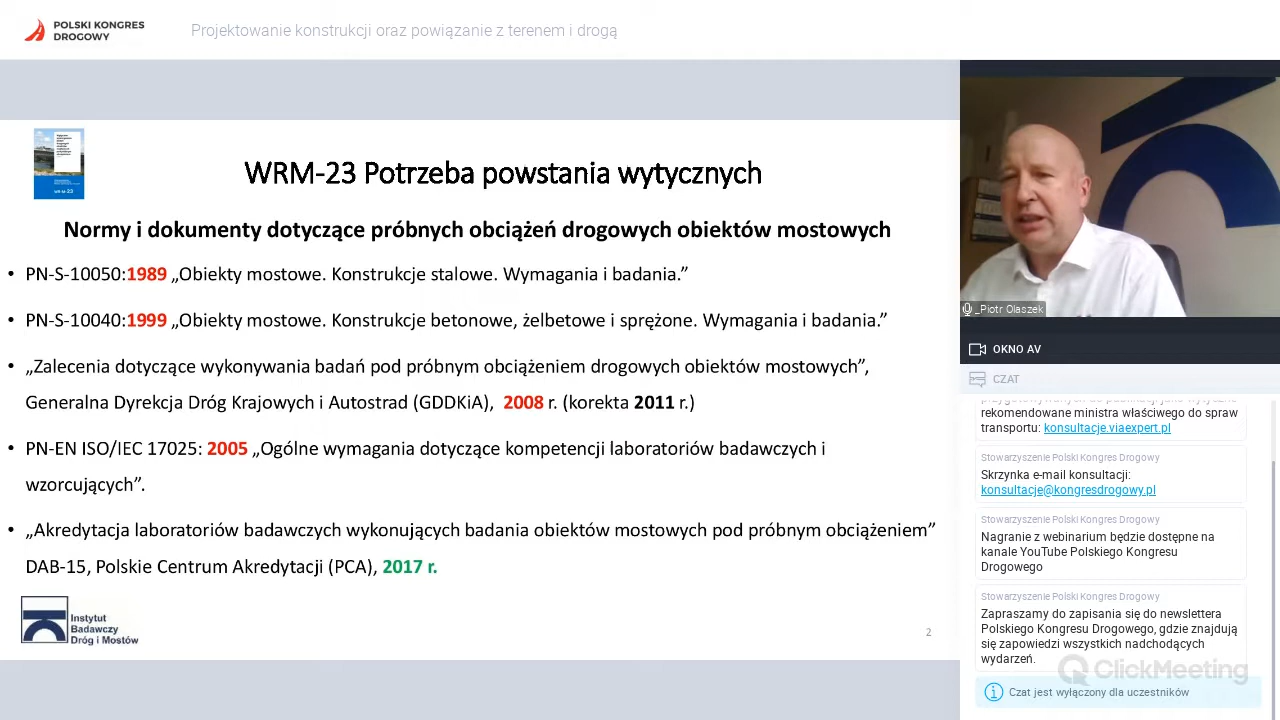 POLSKI KONGRES
DROGOWY
Projektowanie konstrukcji oraz powiązanie z terenem i drogą
WR-M-23
WRM-23 Potrzeba powstania wytycznych
Normy i dokumenty dotyczące próbnych obciążeń drogowych obiektów mostowych
• PN-S-10050:1989 „Obiekty mostowe. Konstrukcje stalowe. Wymagania i badania.”
• PN-S-10040:1999 „Obiekty mostowe. Konstrukcje betonowe, żelbetowe i sprężone. Wymagania i badania.”
• „Zalecenia dotyczące wykonywania badań pod próbnym obciążeniem drogowych obiektów mostowych”,
Generalna Dyrekcja Dróg Krajowych i Autostrad (GDDKiA), 2008 r. (korekta 2011 r.)
• PN-EN ISO/IEC 17025: 2005 „Ogólne wymagania dotyczące kompetencji laboratoriów badawczych i
wzorcujących”.
• „Akredytacja laboratoriów badawczych wykonujących badania obiektów mostowych pod próbnym obciążeniem”
DAB-15, Polskie Centrum Akredytacji (PCA), 2017 r.
Instytut
Badawczy
Dróg i Mostów
2
_Piotr Olaszek
OKNO AV
CZAT
rekomendowane ministra właściwego do spraw
transportu: konsultacje.viaexpert.pl
Stowarzyszenie Polski Kongres Drogowy
Skrzynka e-mail konsultacji:
konsultacje@kongresdrogowy.pl
Stowarzyszenie Polski Kongres Drogowy
Nagranie z webinarium będzie dostępne na
kanale YouTube Polskiego Kongresu
Drogowego
Stowarzyszenie Polski Kongres Drogowy
Zapraszamy do zapisania się do newslettera
Polskiego Kongresu Drogowego, gdzie znajdują
się zapowiedzi wszystkich nadchodzących
wydarzeń.
ClickMeeting
Czat jest wyłączony dla uczestników